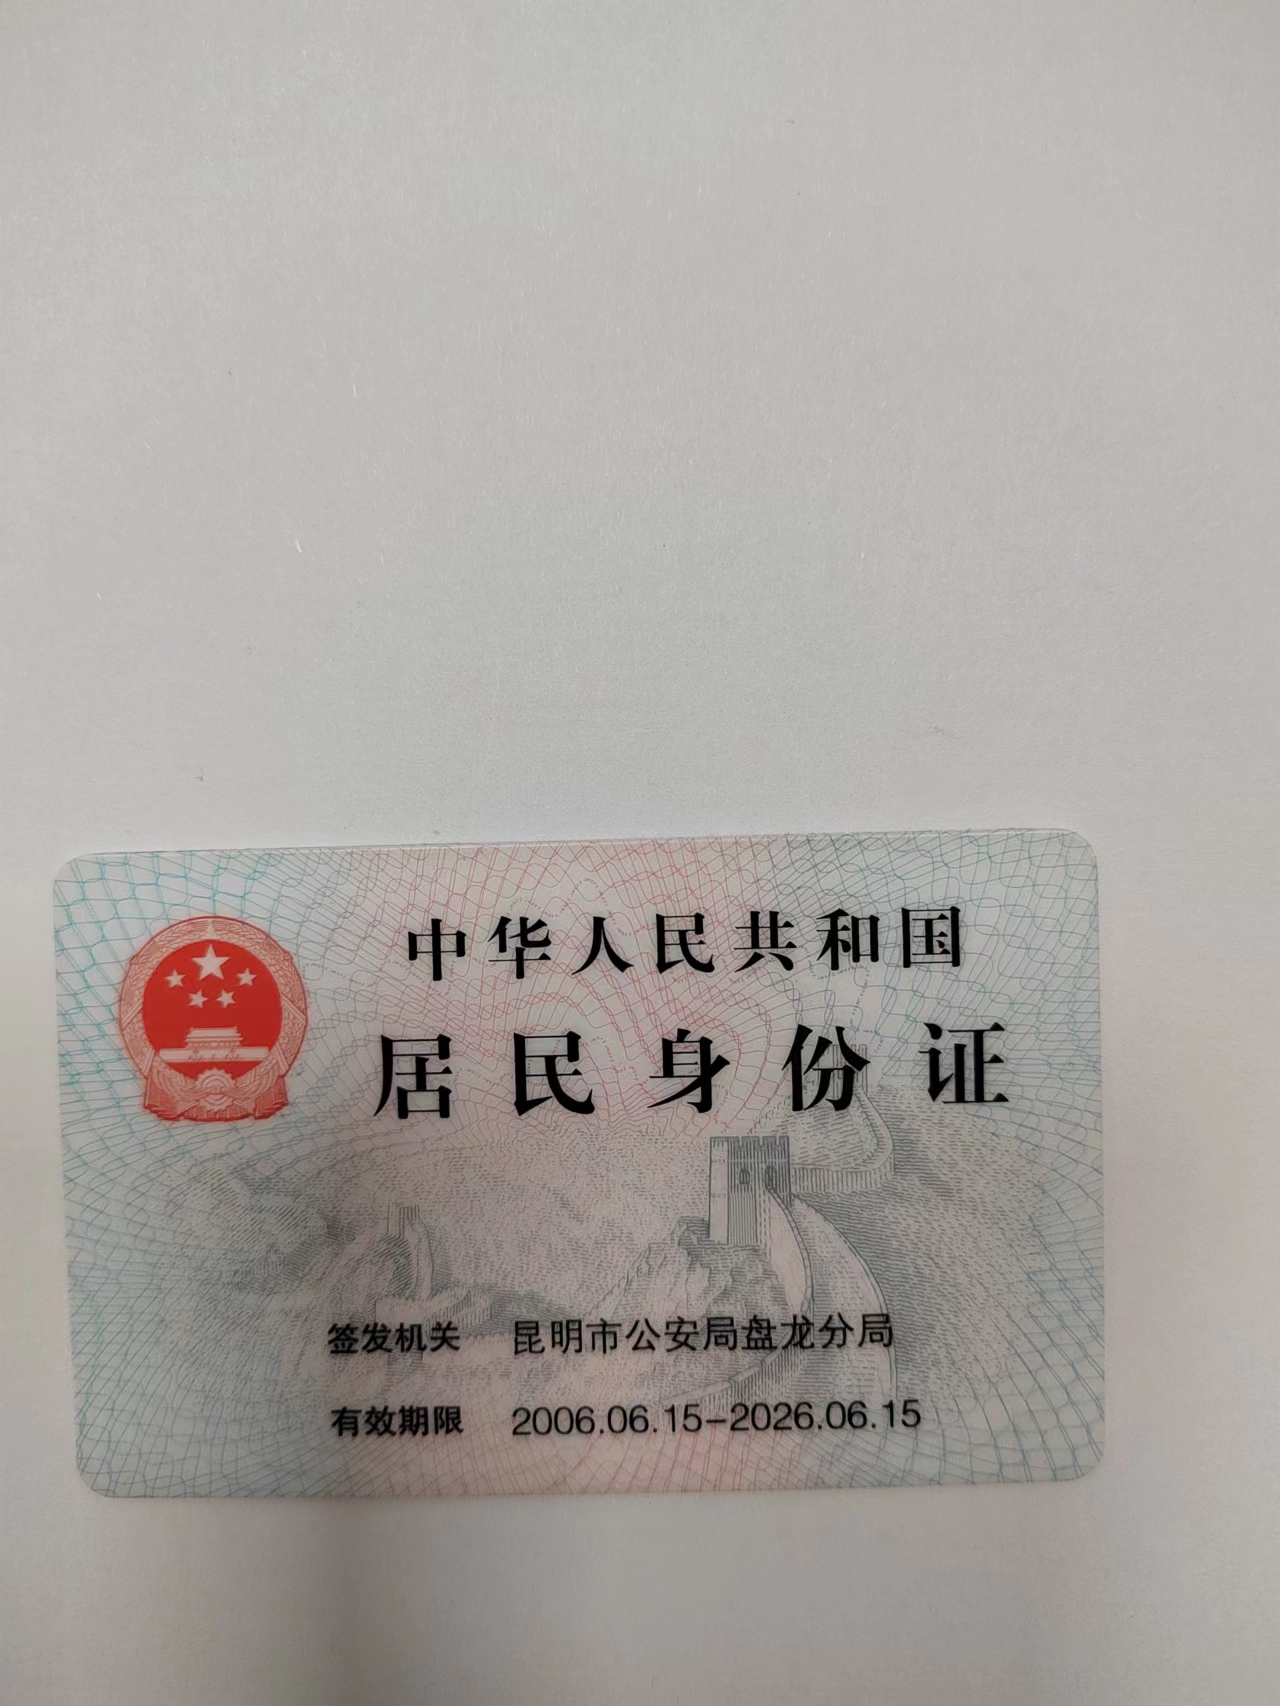 中华人民共和国
居民身份证
签发机关 昆明市公安局盘龙分局
有效期限 2006.06.15-2026.06.15